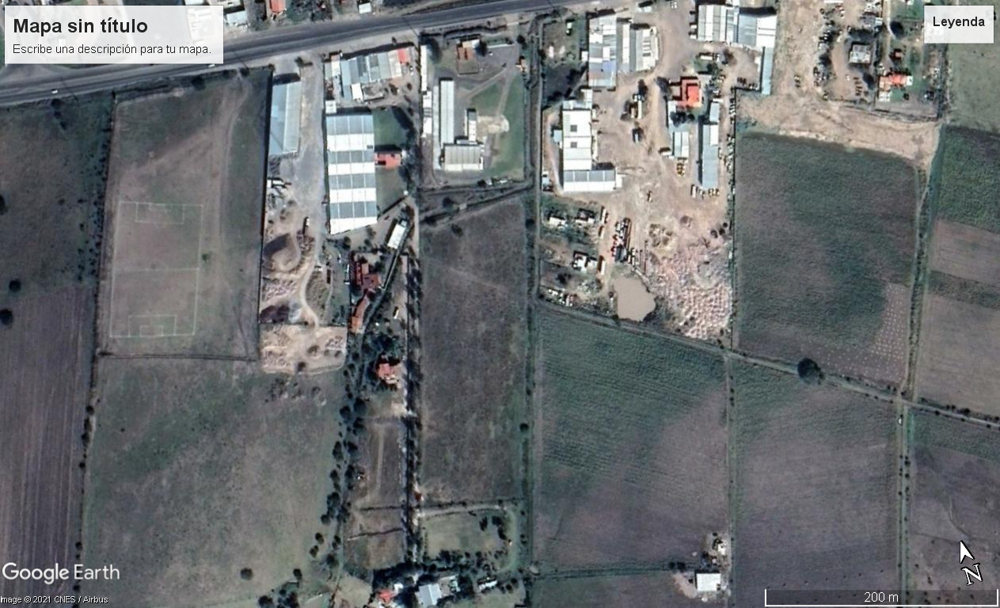 Mapa sin título
Escribe una descripción para tu mapa.
Leyenda
Google Earth
Image © 2021 CNES / Airbus
N
200 m